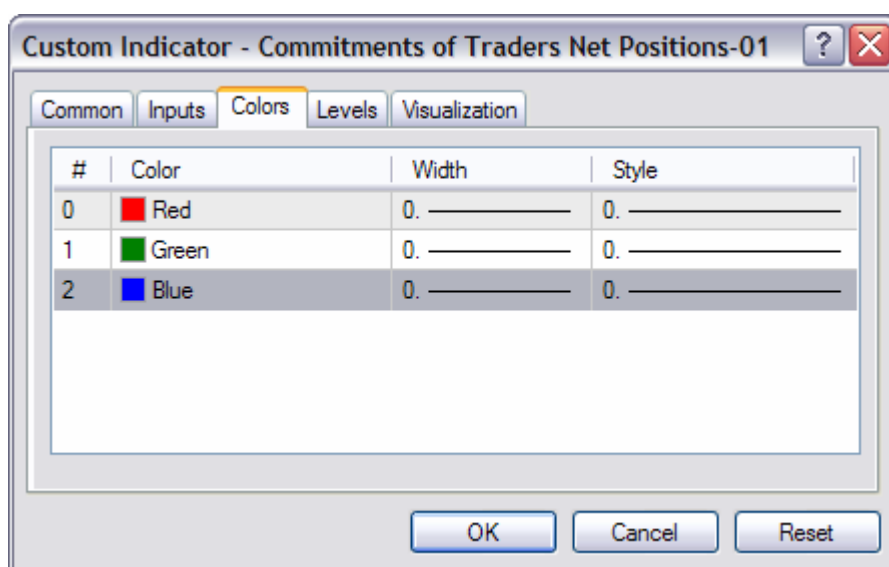 Custom Indicator - Commitments of Traders Net Positions-01 ?
Common Inputs Colors Levels Visualization
# Color Width Style
0 Red 0. 0.
1 Green 0. 0.
2 Blue 0. 0.
OK Cancel Reset